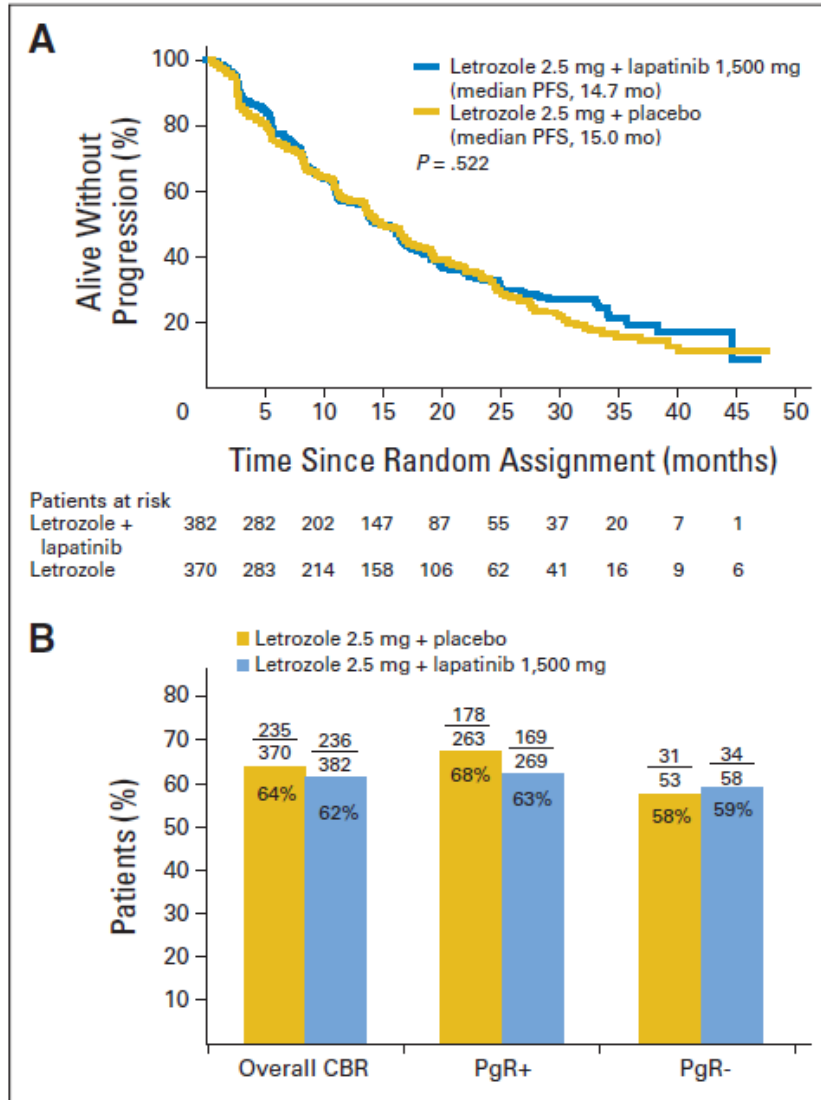 A
100
80
60
40
20
0
5
10
15
20
25
30
35
40
45
50
Alive Without
Progression (%)
Letrozole 2.5 mg + lapatinib 1,500 mg
(median PFS, 14.7 mo)
Letrozole 2.5 mg + placebo
(median PFS, 15.0 mo)
P = .522
Time Since Random Assignment (months)
Patients at risk
Letrozole + lapatinib 382 282 202 147 87 55 37 20 7 1
Letrozole 370 283 214 158 106 62 41 16 9 6
B
Letrozole 2.5 mg + placebo
Letrozole 2.5 mg + lapatinib 1,500 mg
Patients (%)
80
70
60
50
40
30
20
10
235
370
64%
236
382
62%
178
263
68%
169
269
63%
31
53
58%
34
58
59%
Overall CBR
PgR+
PgR-